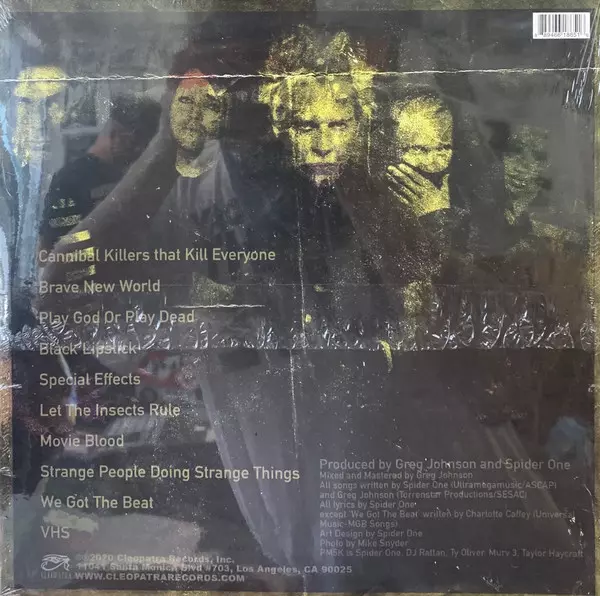 Cannibal Killers that Kill Everyone
Brave New World
Play God Or Play Dead
Black Lipstick
Special Effects
Let The Insects Rule
Movie Blood
Strange People Doing Strange Things
We Got The Beat
VHS
Produced by Greg Johnson and Spider One
Mixed and Mastered by Greg Johnson
All songs written by Spider One (Ultramegamusic/ASCAP)
and Greg Johnson (Torrenstar Productions/SESAC)
All lyrics by Spider One
except 'We Got The Beat' written by Charlotte Caffey (Universal
Music-MGB Songs)
Art Design by Spider One
Photo by Mike Snyder
PM5K is Spider One, DJ Rattan, Ty Oliver, Murv 3, Taylor Haycraft
©2020 Cleopatra Records, Inc.
11041 Santa Monica Blvd #703, Los Angeles, CA 90025
WWW.CLEOPATRARECORDS.COM